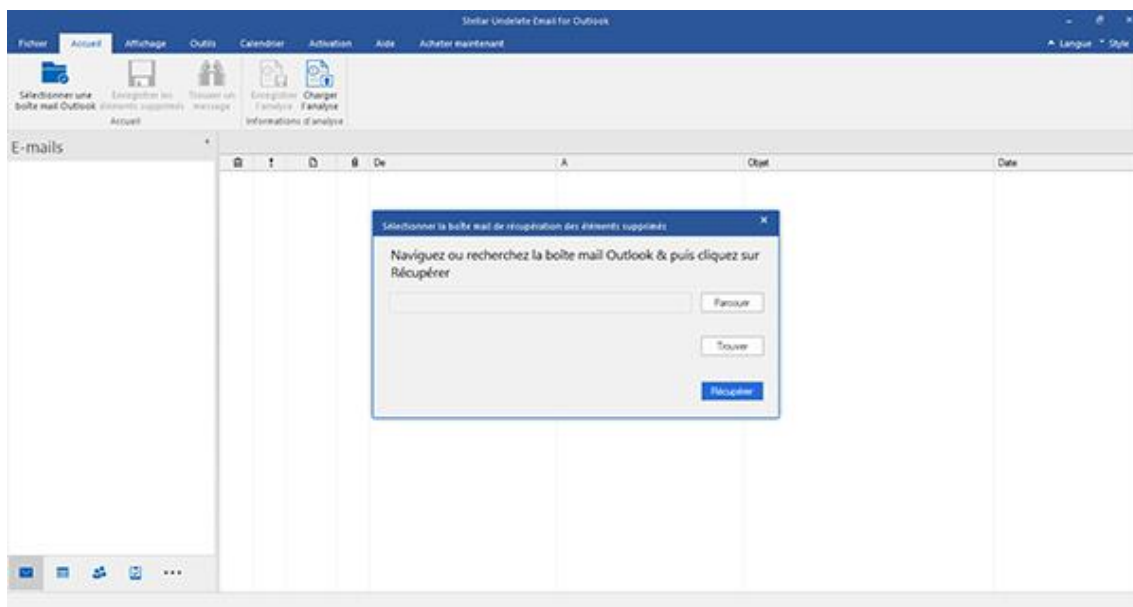 Stellar Undelete Email for Outlook
Fichier Accueil Affichage Outils Calendrier Activation Aide Acheter maintenant
Langue Style
Sélectionner une boîte mail Outlook
Enregistrer les éléments supprimés
Trouver un message
Enregistrer l'analyse
Charger l'analyse
Accueil
Informations d'analyse
E-mails
De A Objet Date
Sélectionner la boîte mail de récupération des éléments supprimés
Naviguez ou recherchez la boîte mail Outlook & puis cliquez sur
Récupérer
Parcourir
Trouver
Récupérer